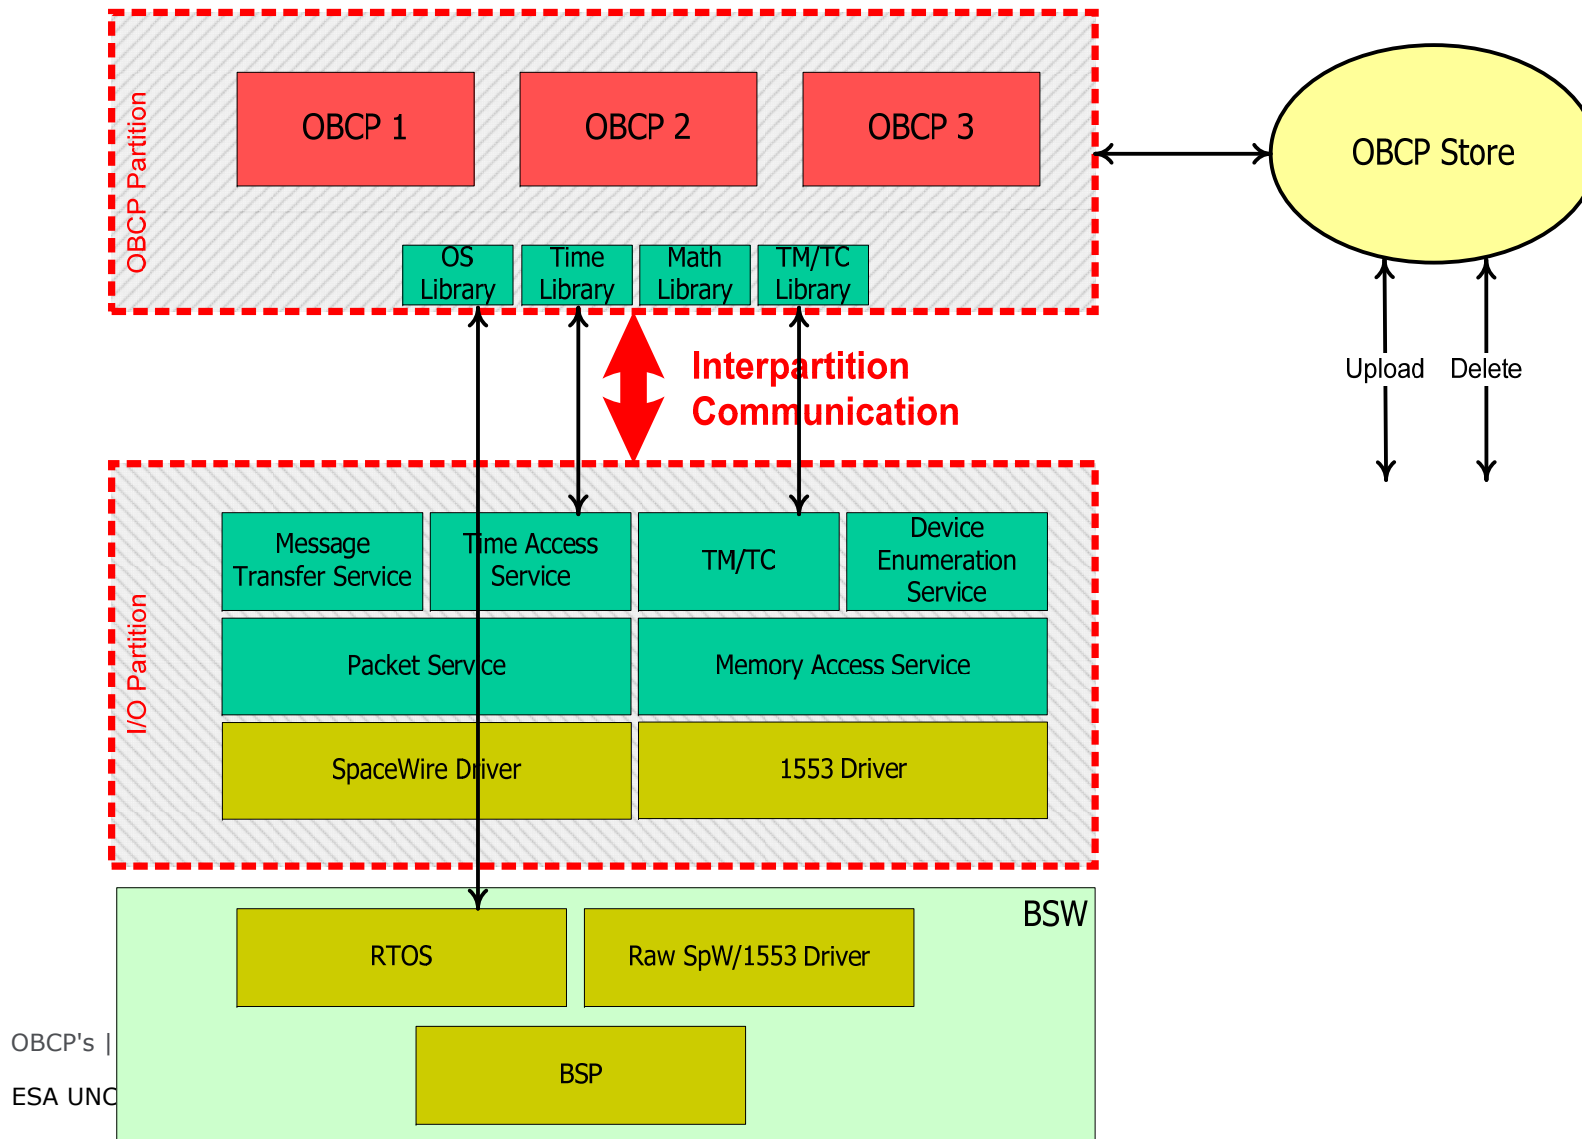 OBCP Partition
OBCP 1
OBCP 2
OBCP 3
OBCP Store
OS
Library
Time
Library
Math
Library
TM/TC
Library
Interpartition
Communication
Upload
Delete
I/O Partition
Message
Transfer Service
Time Access
Service
TM/TC
Device
Enumeration
Service
Packet Service
Memory Access Service
SpaceWire Driver
1553 Driver
BSW
RTOS
Raw SpW/1553 Driver
BSP
OBCP's |
ESA UNC